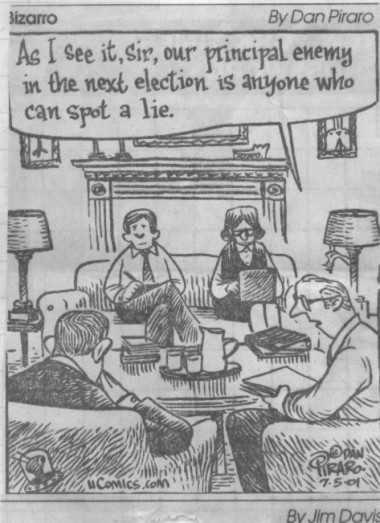 Bizarro
By Dan Piraro
As I see it, sir, our principal enemy
in the next election is anyone who
can spot a lie.
©DAN
PIRARO.
uComics.com
7-5-01
By Jim Davis